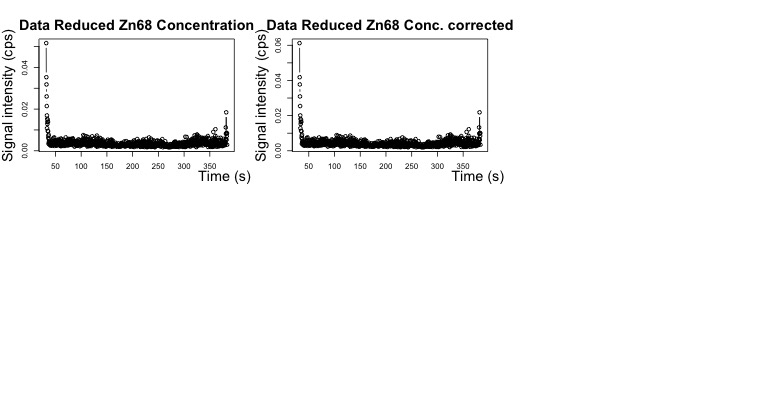 Data Reduced Zn68 Concentration
Signal intensity (cps)
0.00 0.02 0.04
50 100 150 200 250 300 350
Time (s)
Data Reduced Zn68 Conc. corrected
Signal intensity (cps)
0.00 0.02 0.04 0.06
50 100 150 200 250 300 350
Time (s)